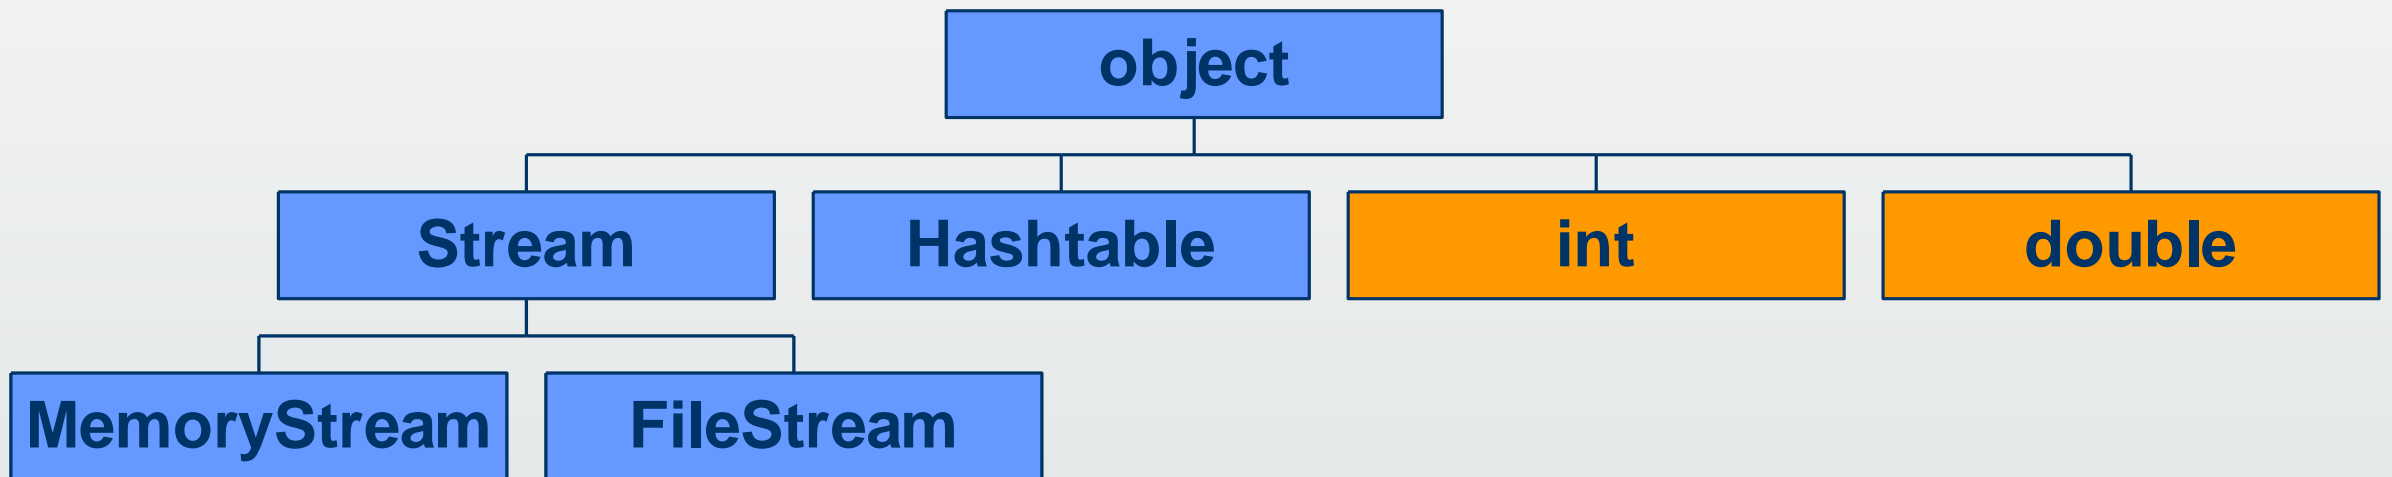 object
Stream
Hashtable
int
double
MemoryStream
FileStream